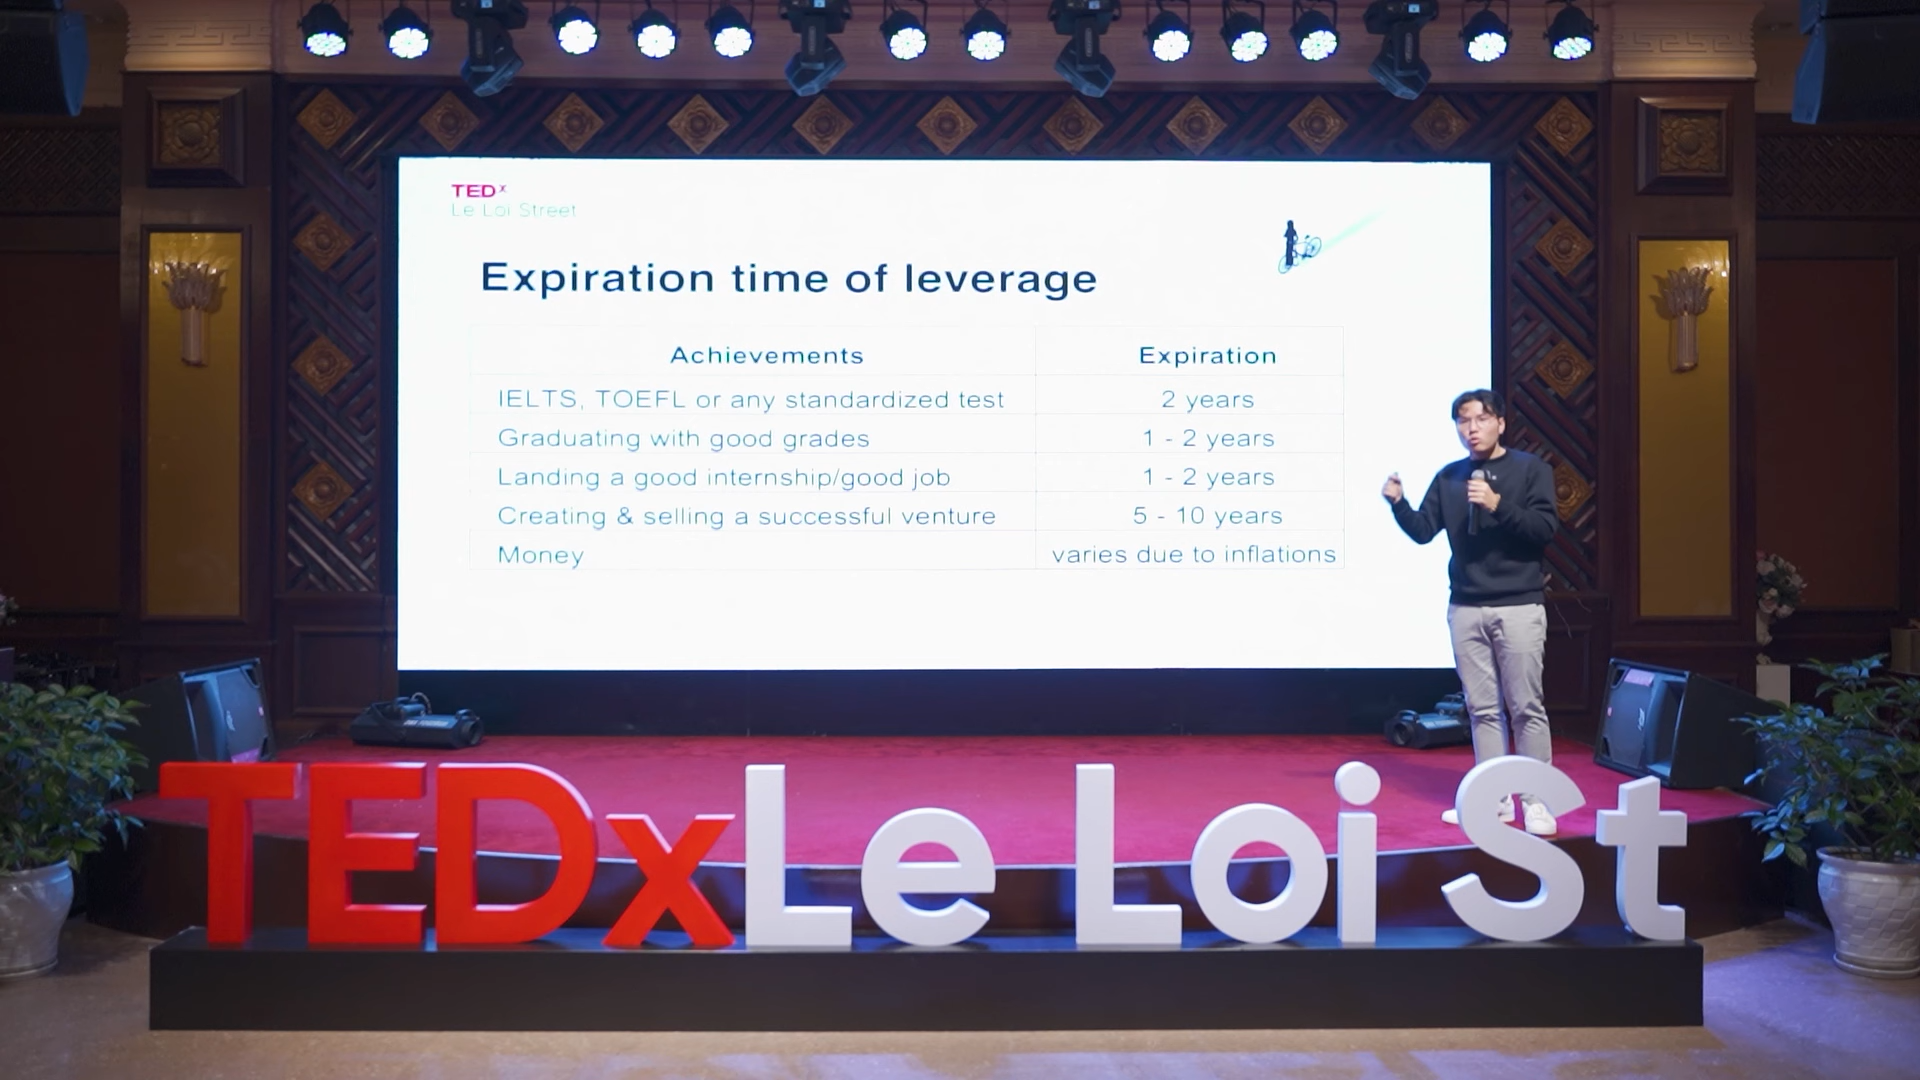 TEDx
Le Loi Street
Expiration time of leverage
Achievements Expiration
IELTS, TOEFL or any standardized test 2 years
Graduating with good grades 1 - 2 years
Landing a good internship/good job 1 - 2 years
Creating & selling a successful venture 5 - 10 years
Money varies due to inflations
TEDxLe Loi St